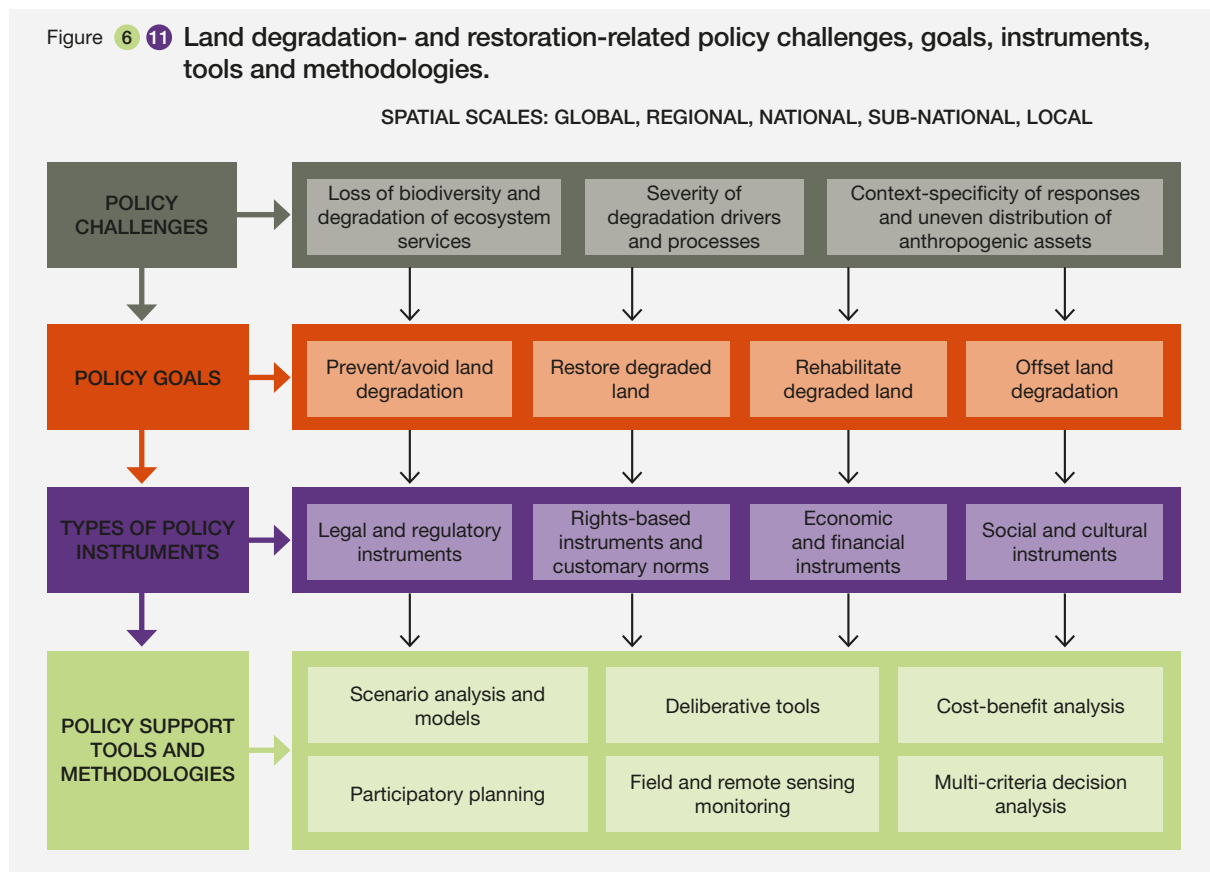 Figure 6 11 Land degradation- and restoration-related policy challenges, goals, instruments,
tools and methodologies.
SPATIAL SCALES: GLOBAL, REGIONAL, NATIONAL, SUB-NATIONAL, LOCAL
POLICY
CHALLENGES
Loss of biodiversity and
degradation of ecosystem
services
Severity of
degradation drivers
and processes
Context-specificity of responses
and uneven distribution of
anthropogenic assets
POLICY GOALS
Prevent/avoid land
degradation
Restore degraded
land
Rehabilitate
degraded land
Offset land
degradation
TYPES OF POLICY
INSTRUMENTS
Legal and regulatory
instruments
Rights-based
instruments and
customary norms
Economic
and financial
instruments
Social and cultural
instruments
POLICY SUPPORT
TOOLS AND
METHODOLOGIES
Scenario analysis and
models
Deliberative tools
Cost-benefit analysis
Participatory planning
Field and remote sensing
monitoring
Multi-criteria decision
analysis